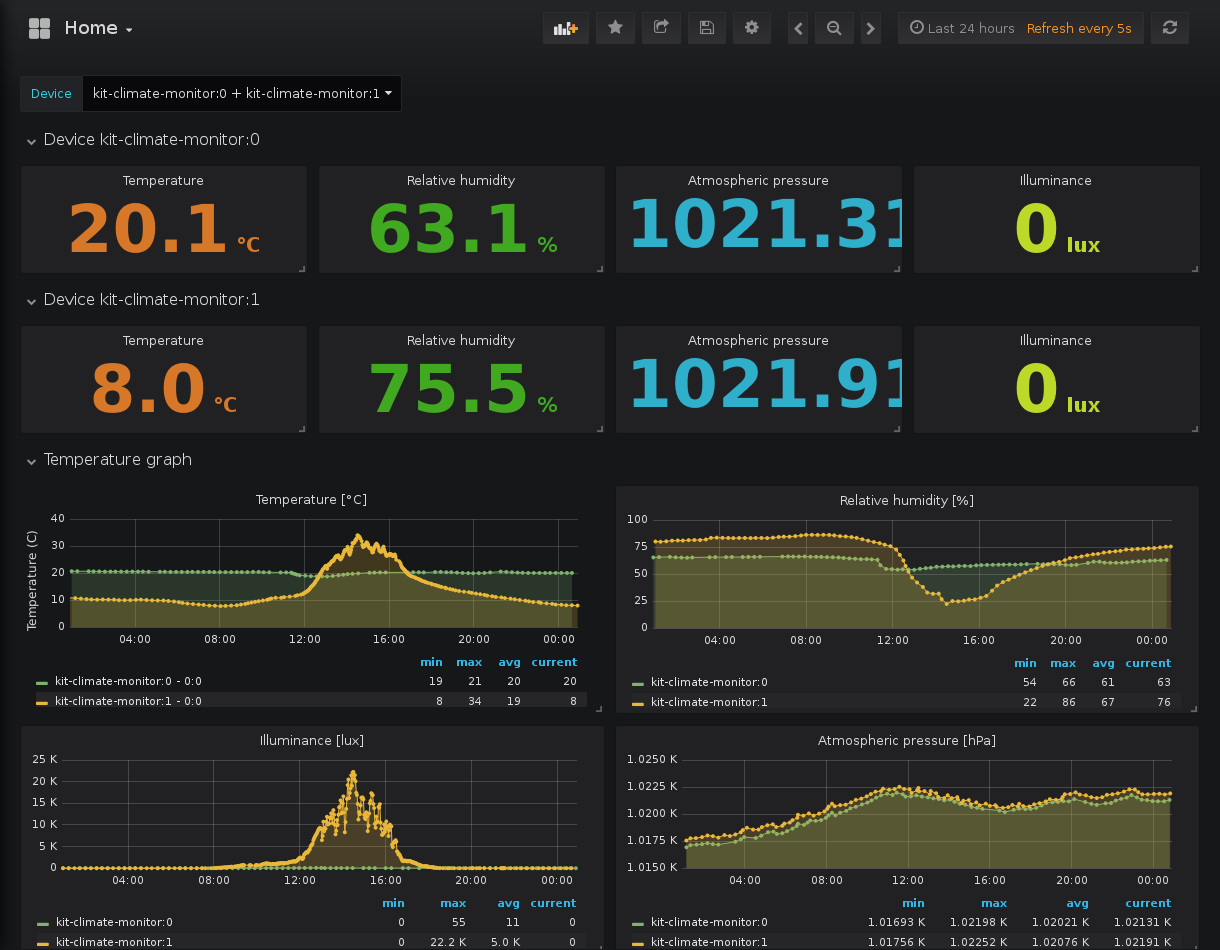 Home
Last 24 hours Refresh every 5s
Device kit-climate-monitor:0 + kit-climate-monitor:1
Device kit-climate-monitor:0
Temperature Relative humidity Atmospheric pressure Illuminance
20.1 °C 63.1 % 1021.31 0 lux
Device kit-climate-monitor:1
Temperature Relative humidity Atmospheric pressure Illuminance
8.0 °C 75.5 % 1021.91 0 lux
Temperature graph
Temperature [°C]
Temperature (C)
40
30
20
10
0
04:00 08:00 12:00 16:00 20:00 00:00
min max avg current
kit-climate-monitor:0 - 0:0 19 21 20 20
kit-climate-monitor:1 - 0:0 8 34 19 8
Relative humidity [%]
100
75
50
25
0
04:00 08:00 12:00 16:00 20:00 00:00
min max avg current
kit-climate-monitor:0 54 66 61 63
kit-climate-monitor:1 22 86 67 76
Illuminance [lux]
25 K
20 K
15 K
10 K
5 K
0
04:00 08:00 12:00 16:00 20:00 00:00
min max avg current
kit-climate-monitor:0 0 55 11 0
kit-climate-monitor:1 0 22.2 K 5.0 K 0
Atmospheric pressure [hPa]
1.0250 K
1.0225 K
1.0200 K
1.0175 K
1.0150 K
04:00 08:00 12:00 16:00 20:00 00:00
min max avg current
kit-climate-monitor:0 1.01693 K 1.02198 K 1.02021 K 1.02131 K
kit-climate-monitor:1 1.01756 K 1.02252 K 1.02076 K 1.02191 K